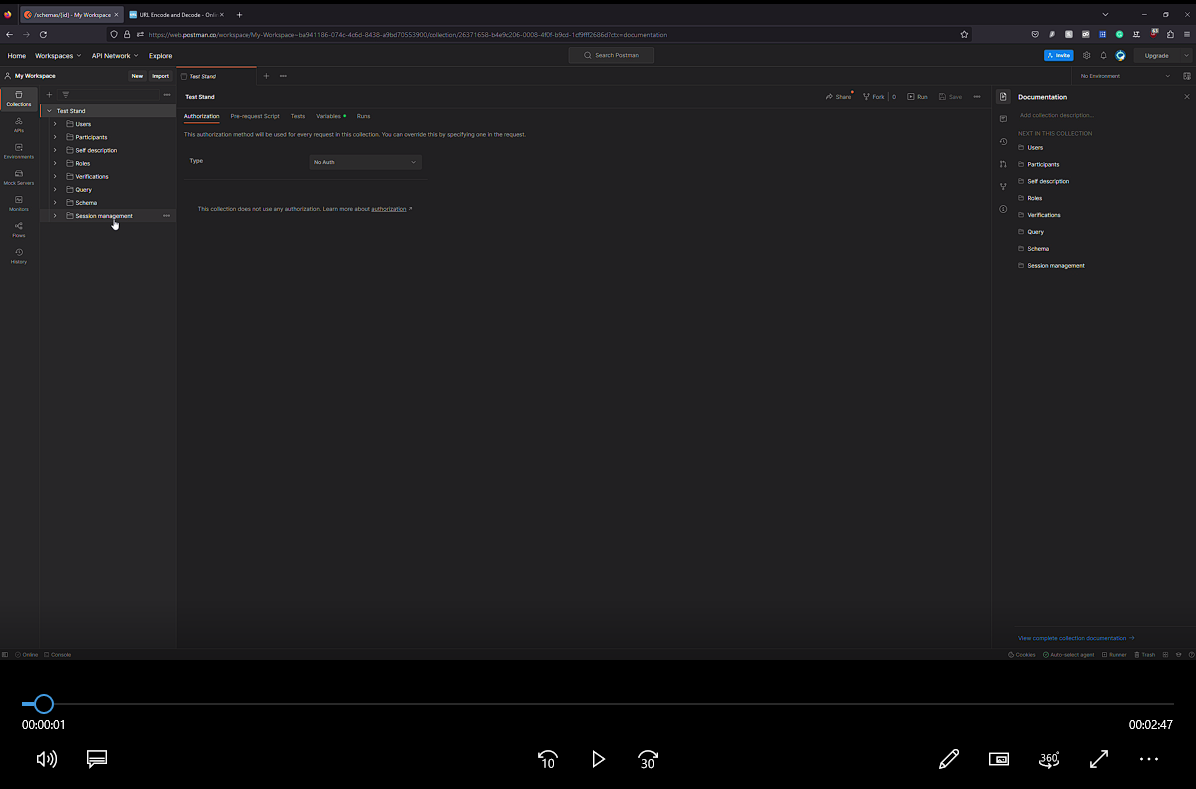 /schemas/{id} - My Workspace
URL Encode and Decode - Onli
https://web.postman.co/workspace/My-Workspace~ba941186-074c-4c6d-8438-a9bd70553900/collection/26371658-b4e9c206-0008-4f0f-b9cd-1cf9fff2686d?ctx=documentation
Home Workspaces API Network Explore
Search Postman
Invite
Upgrade
My Workspace
New Import
Test Stand
No Environment
Collections
APIs
Environments
Mock Servers
Monitors
Flows
History
Test Stand
Users
Participants
Self description
Roles
Verifications
Query
Schema
Session management
Test Stand
Share Fork 0 Run Save
Authorization Pre-request Script Tests Variables Runs
This authorization method will be used for every request in this collection. You can override this by specifying one in the request.
Type No Auth
This collection does not use any authorization. Learn more about authorization
Documentation
Add collection description...
NEXT IN THIS COLLECTION
Users
Participants
Self description
Roles
Verifications
Query
Schema
Session management
View complete collection documentation
Online Console
Cookies Auto-select agent Runner Trash
00:00:01
00:02:47
10
30
360°